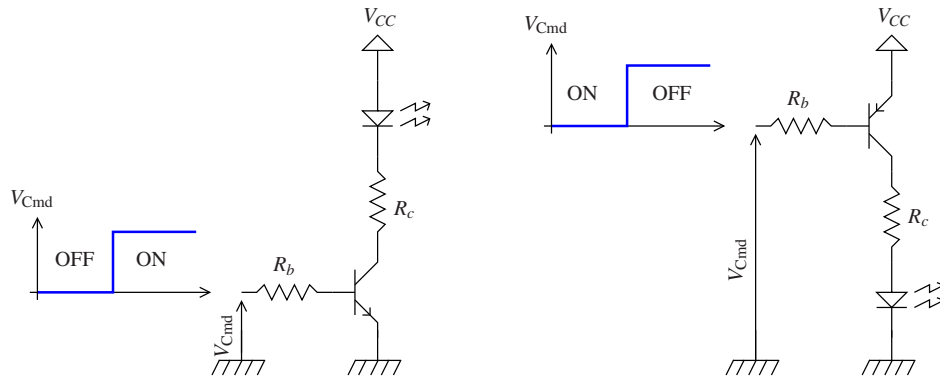 V_CC
V_Cmd
OFF
ON
R_c
R_b
V_Cmd
V_CC
V_Cmd
ON
OFF
R_b
R_c
V_Cmd